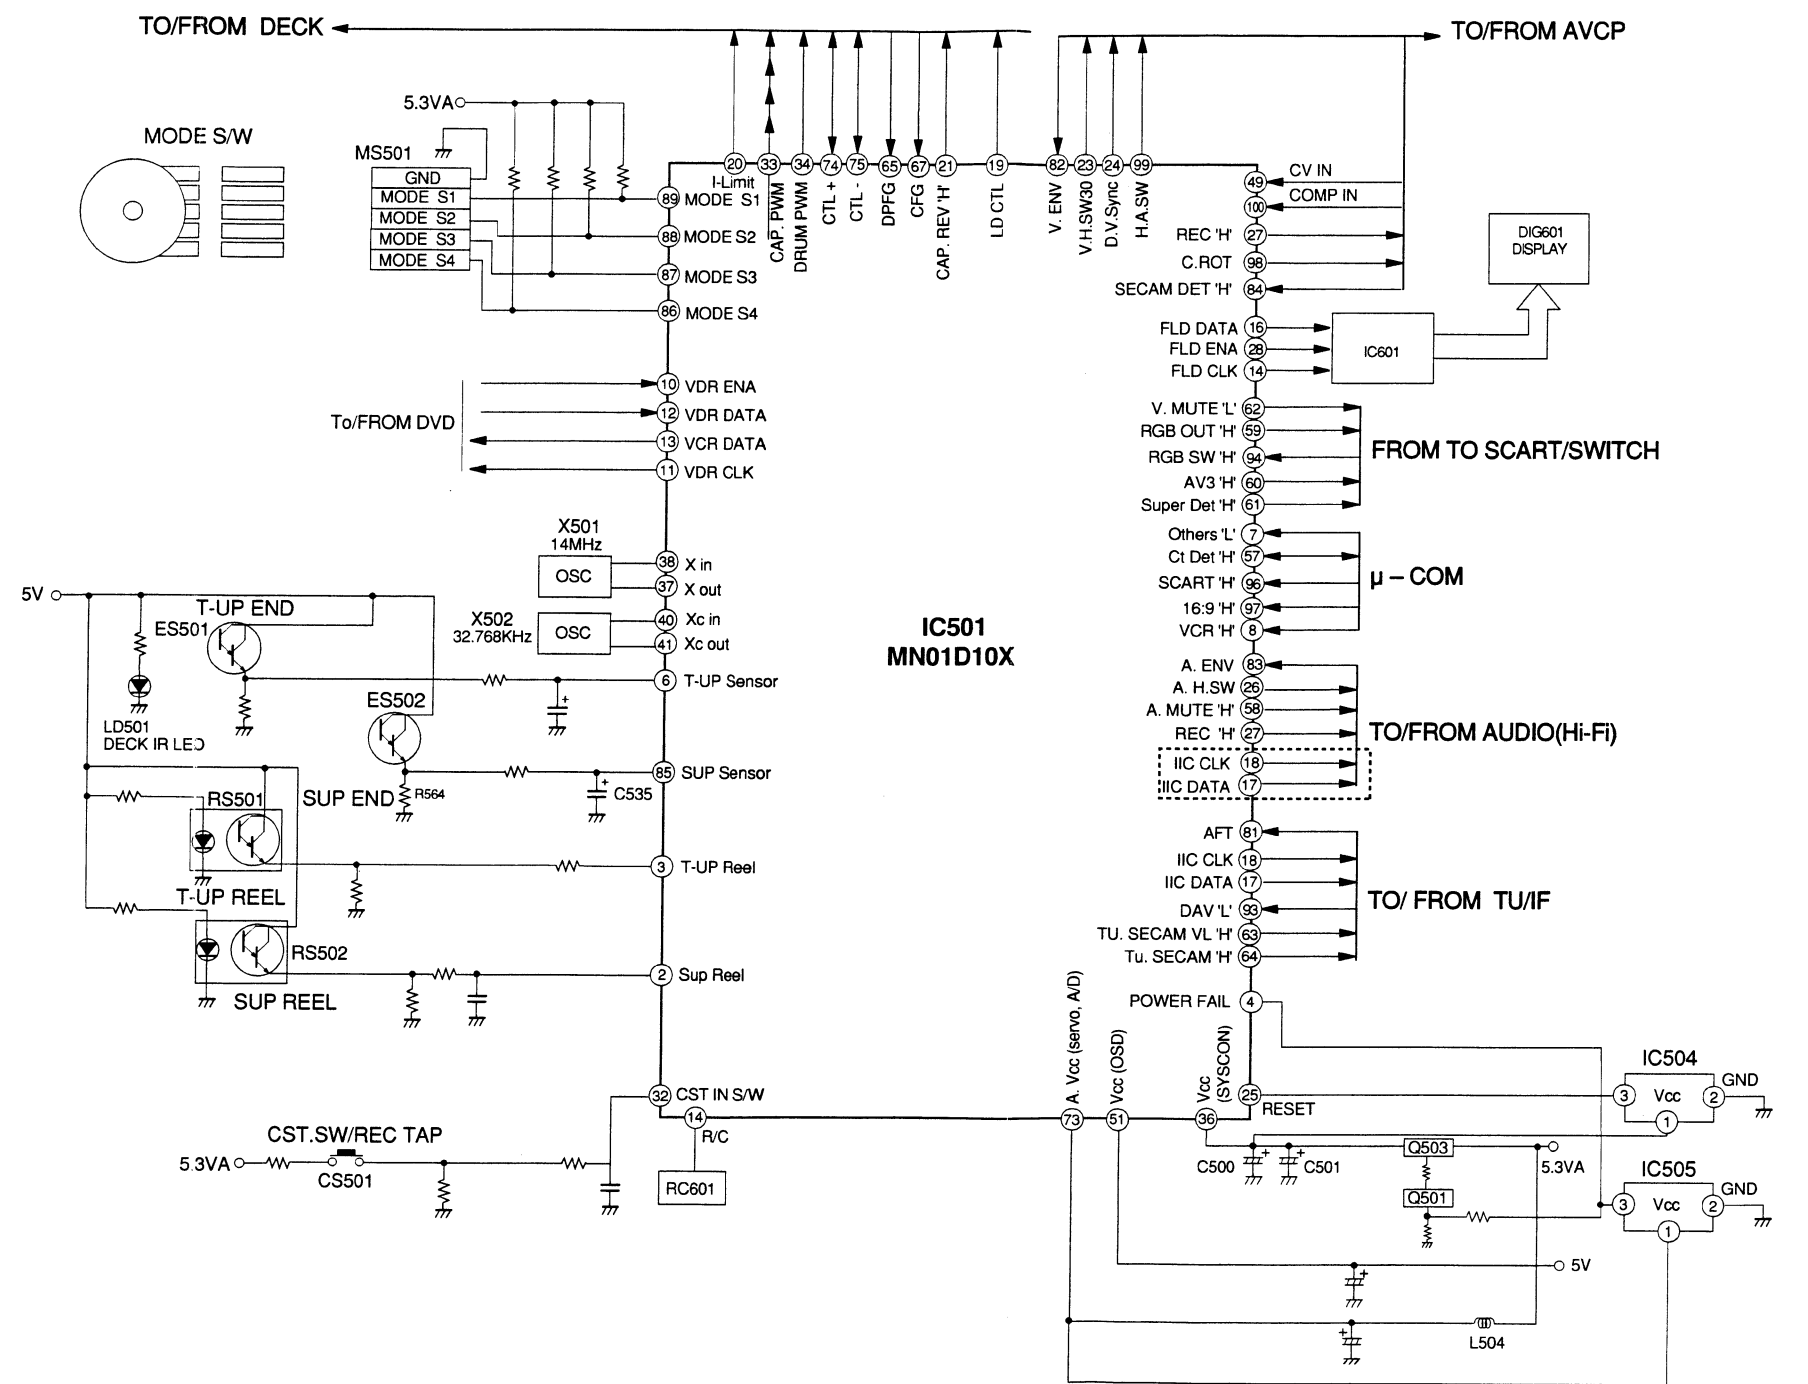 TO/FROM DECK
TO/FROM AVCP
5.3VA
MODE S/W
MS501
GND
MODE S1
MODE S2
MODE S3
MODE S4
20
33
34
74
75
65
67
21
19
82
23
24
99
I-Limit
CAP. PWM
DRUM PWM
CTL +
CTL -
DPFG
CFG
CAP. REV 'H'
LD CTL
V. ENV
V.H.SW30
D.V.Sync
H.A.SW
89 MODE S1
88 MODE S2
87 MODE S3
86 MODE S4
49 CV IN
100 COMP IN
REC 'H' 27
C.ROT 98
SECAM DET 'H' 84
DIG601
DISPLAY
FLD DATA 16
FLD ENA 28
FLD CLK 14
IC601
To/FROM DVD
10 VDR ENA
12 VDR DATA
13 VCR DATA
11 VDR CLK
V. MUTE 'L' 62
RGB OUT 'H' 59
RGB SW 'H' 94
AV3 'H' 60
Super Det 'H' 61
FROM TO SCART/SWITCH
X501
14MHz
OSC
38 X in
37 X out
X502
32.768KHz
OSC
40 Xc in
41 Xc out
Others 'L' 7
Ct Det 'H' 57
SCART 'H' 96
16:9 'H' 97
VCR 'H' 8
μ – COM
IC501
MN01D10X
5V
T-UP END
ES501
LD501
DECK IR LED
6 T-UP Sensor
ES502
85 SUP Sensor
SUP END
R564
C535
A. ENV 83
A. H.SW 26
A. MUTE 'H' 58
REC 'H' 27
IIC CLK 18
IIC DATA 17
TO/FROM AUDIO(Hi-Fi)
RS501
T-UP REEL
3 T-UP Reel
RS502
SUP REEL
2 Sup Reel
AFT 81
IIC CLK 18
IIC DATA 17
DAV 'L' 93
TU. SECAM VL 'H' 63
Tu. SECAM 'H' 64
TO/ FROM TU/IF
POWER FAIL 4
A. Vcc (servo, A/D)
Vcc (OSD)
Vcc
(SYSCON)
25
RESET
73
51
36
32 CST IN S/W
14
R/C
RC601
CST.SW/REC TAP
5.3VA
CS501
IC504
3 Vcc 2 GND
1
C500
C501
Q503
5.3VA
Q501
IC505
3 Vcc 2 GND
1
5V
L504